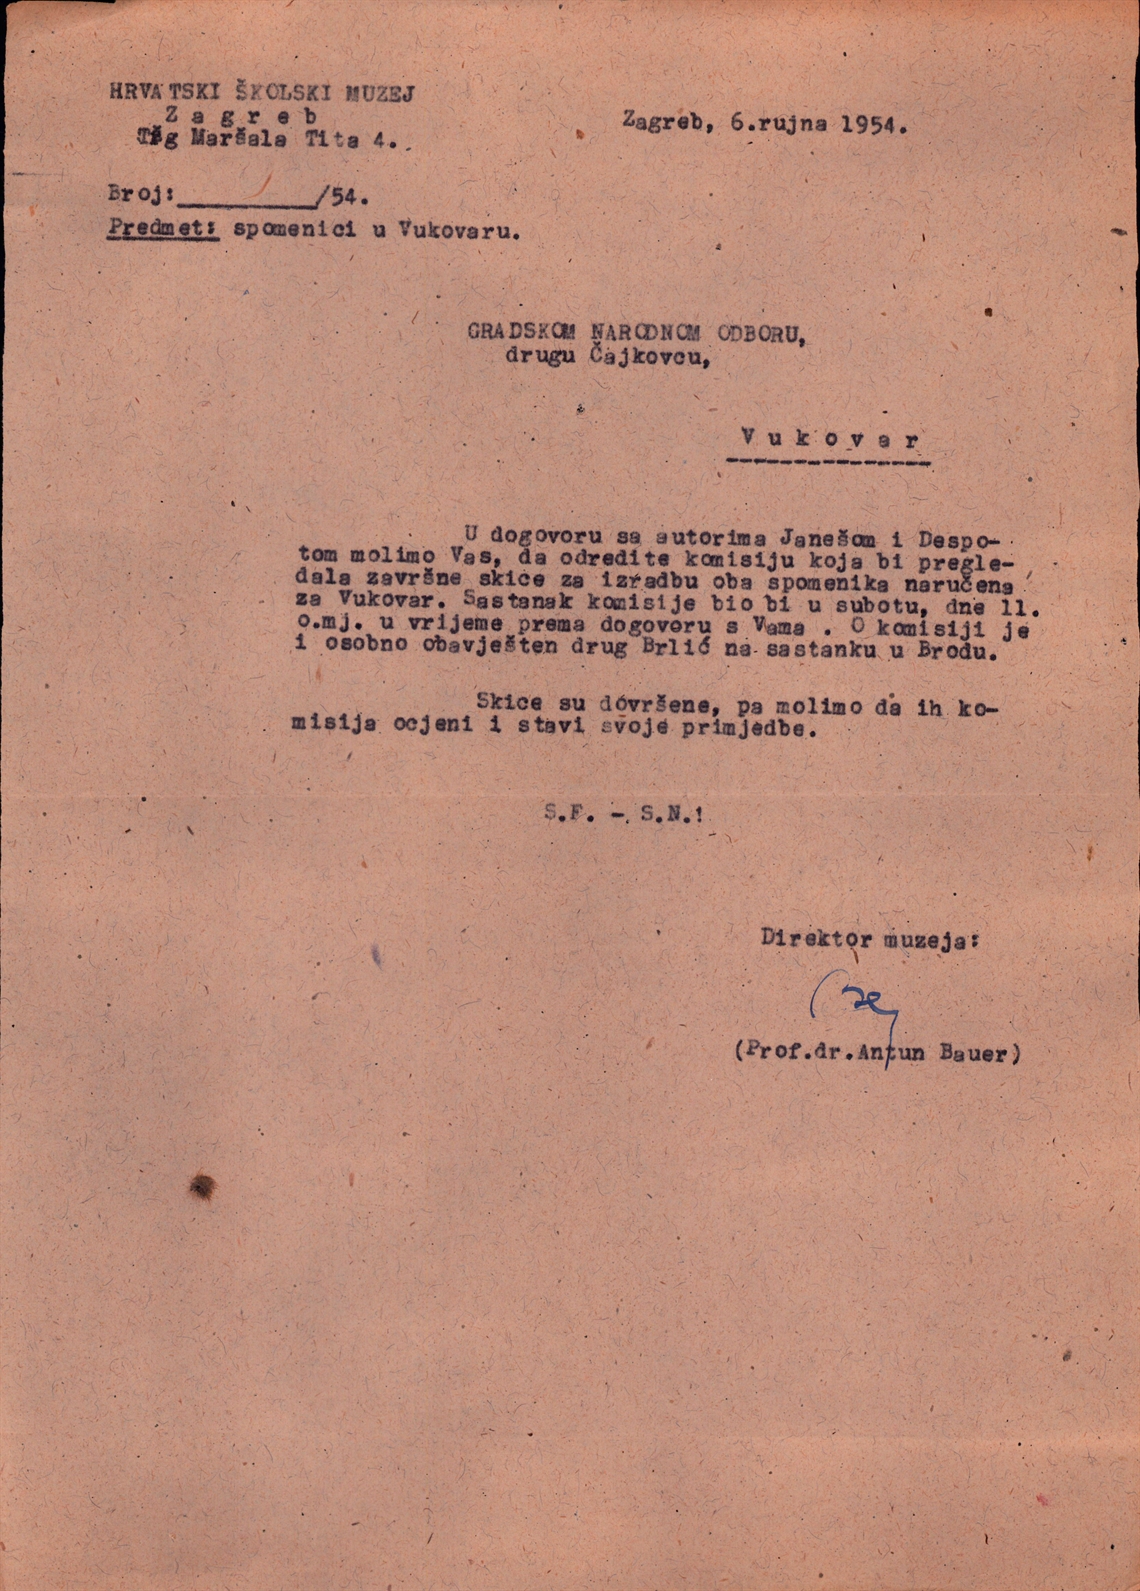 HRVATSKI ŠKOLSKI MUZEJ
Z a g r e b
Trg Maršala Tita 4.
Zagreb, 6.rujna 1954.
Broj:__________/54.
Predmet: spomenici u Vukovaru.
GRADSKOM NARODNOM ODBORU,
drugu Čajkovcu,
V u k o v a r
U dogovoru sa autorima Janešom i Despo-
tom molimo Vas, da odredite komisiju koja bi pregle-
dala završne skice za izradbu oba spomenika naručena
za Vukovar. Sastanak komisije bio bi u subotu, dne 11.
o.mj. u vrijeme prema dogovoru s Vama . O komisiji je
i osobno obavješten drug Brlić na sastanku u Brodu.
Skice su dovršene, pa molimo da ih ko-
misija ocjeni i stavi svoje primjedbe.
S.F. - S.N.!
Direktor muzeja:
(Prof.dr.Antun Bauer)